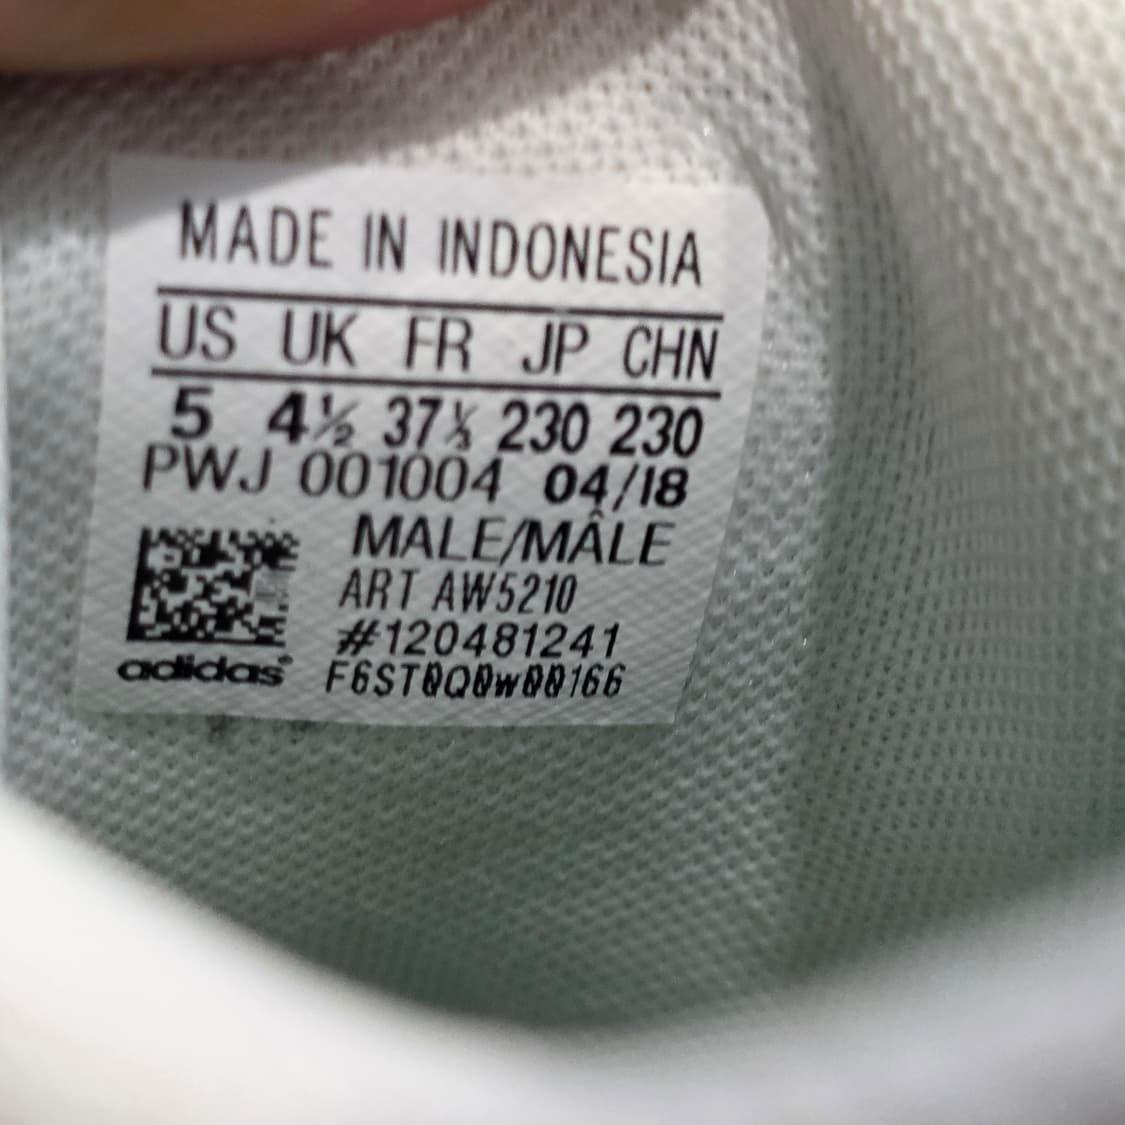 MADE IN INDONESIA
US UK FR JP CHN
5 4½ 37⅓ 230 230
PWJ 001004 04/18
MALE/MÂLE
ART AW5210
#120481241
F6ST0Q0w00166
adidas